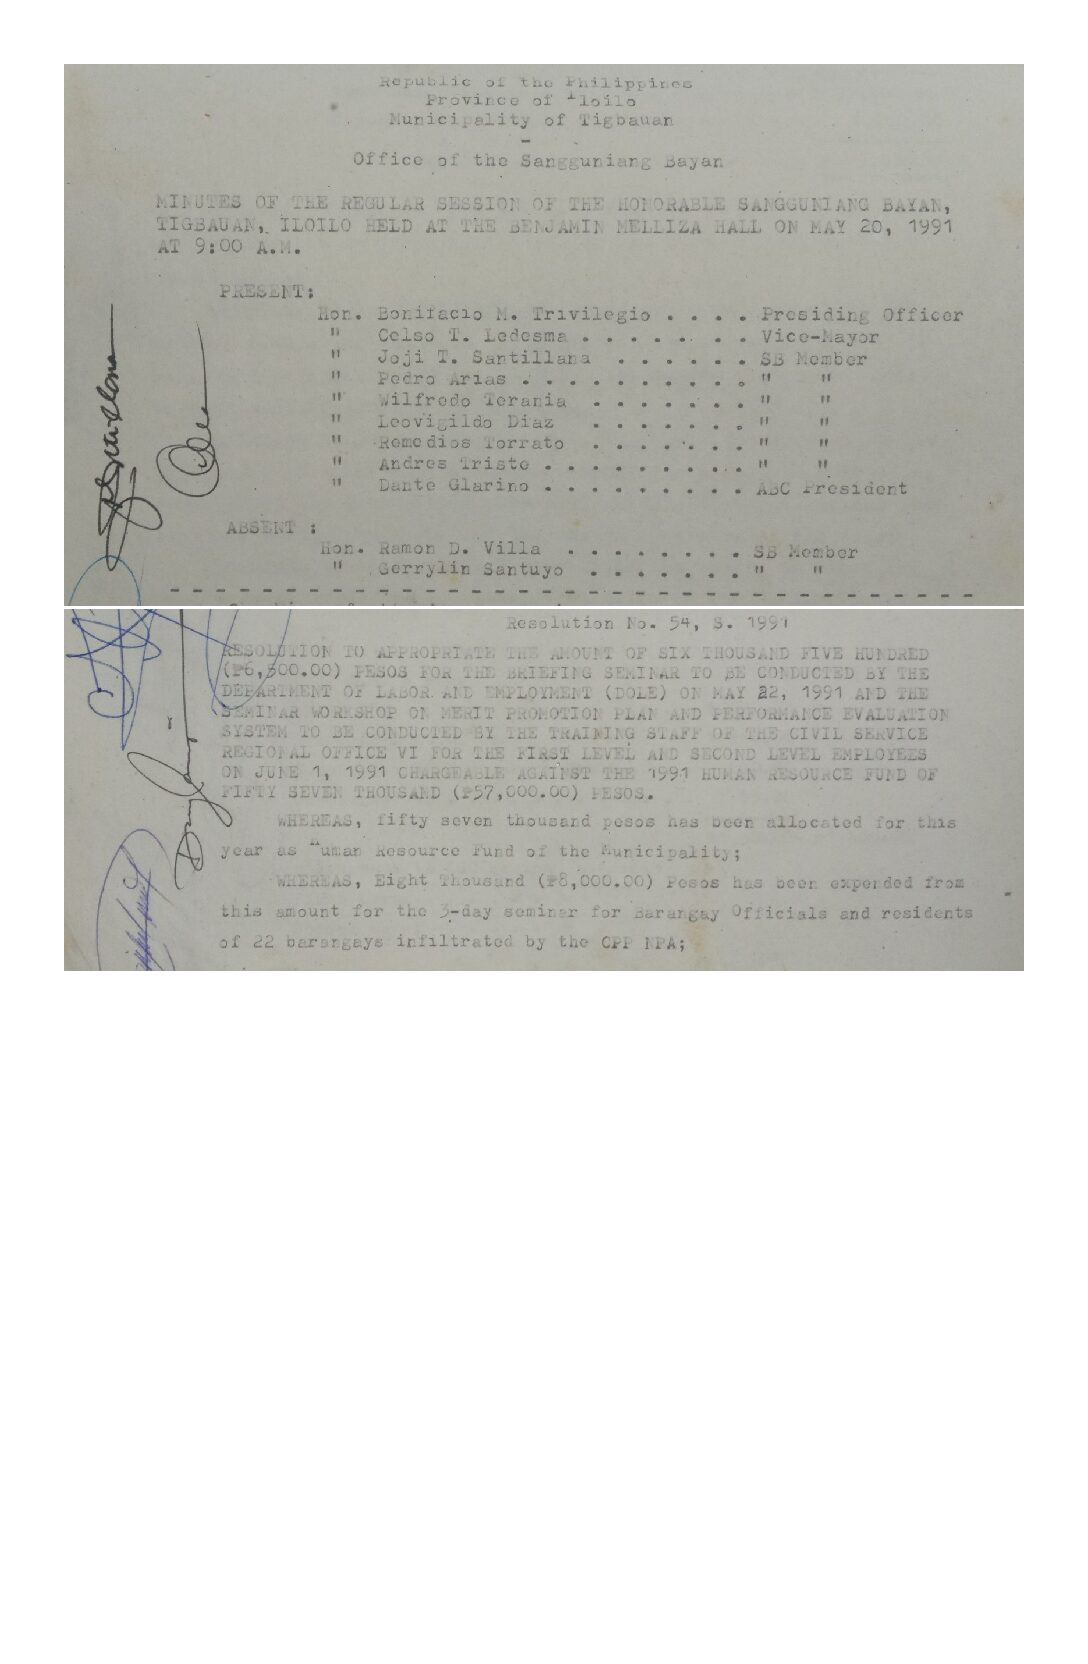 Republic of the Philippines
Province of Iloilo
Municipality of Tigbauan
-
Office of the Sangguniang Bayan
MINUTES OF THE REGULAR SESSION OF THE HONORABLE SANGGUNIANG BAYAN,
TIGBAUAN, ILOILO HELD AT THE BENJAMIN MELLIZA HALL ON MAY 20, 1991
AT 9:00 A.M.
PRESENT:
Hon. Bonifacio M. Trivilegio . . . . Presiding Officer
" Celso T. Ledesma . . . . . . . . Vice-Mayor
" Joji T. Santillana . . . . . . SB Member
" Pedro Arias . . . . . . . . . . " "
" Wilfredo Terania . . . . . . . " "
" Leovigildo Diaz . . . . . . . " "
" Remedios Torrato . . . . . . . " "
" Andres Triste . . . . . . . . . " "
" Dante Glarino . . . . . . . . . ABC President
ABSENT :
Hon. Ramon D. Villa . . . . . . . . SB Member
" Gerrylin Santuyo . . . . . . . " "
- - - - - - - - - - - - - - - - - - - - - - - - - - - - - - - - - -
Resolution No. 54, S. 1991
RESOLUTION TO APPROPRIATE THE AMOUNT OF SIX THOUSAND FIVE HUNDRED
(₱6,500.00) PESOS FOR THE BRIEFING SEMINAR TO BE CONDUCTED BY THE
DEPARTMENT OF LABOR AND EMPLOYMENT (DOLE) ON MAY 22, 1991 AND THE
SEMINAR WORKSHOP ON MERIT PROMOTION PLAN AND PERFORMANCE EVALUATION
SYSTEM TO BE CONDUCTED BY THE TRAINING STAFF OF THE CIVIL SERVICE
REGIONAL OFFICE VI FOR THE FIRST LEVEL AND SECOND LEVEL EMPLOYEES
ON JUNE 1, 1991 CHARGEABLE AGAINST THE 1991 HUMAN RESOURCE FUND OF
FIFTY SEVEN THOUSAND (₱57,000.00) PESOS.
WHEREAS, fifty seven thousand pesos has been allocated for this
year as Human Resource Fund of the Municipality;
WHEREAS, Eight Thousand (₱8,000.00) Pesos has been expended from
this amount for the 3-day seminar for Barangay Officials and residents
of 22 barangays infiltrated by the CPP NPA;